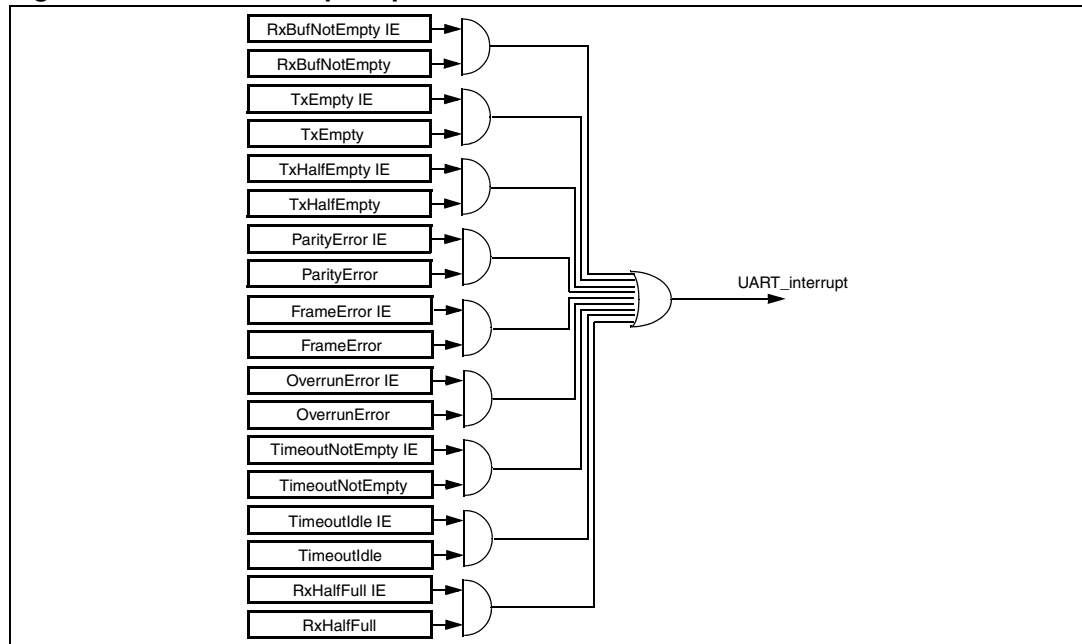 RxBufNotEmpty IE
RxBufNotEmpty
TxEmpty IE
TxEmpty
TxHalfEmpty IE
TxHalfEmpty
ParityError IE
ParityError
FrameError IE
FrameError
OverrunError IE
OverrunError
TimeoutNotEmpty IE
TimeoutNotEmpty
TimeoutIdle IE
TimeoutIdle
RxHalfFull IE
RxHalfFull
UART_interrupt